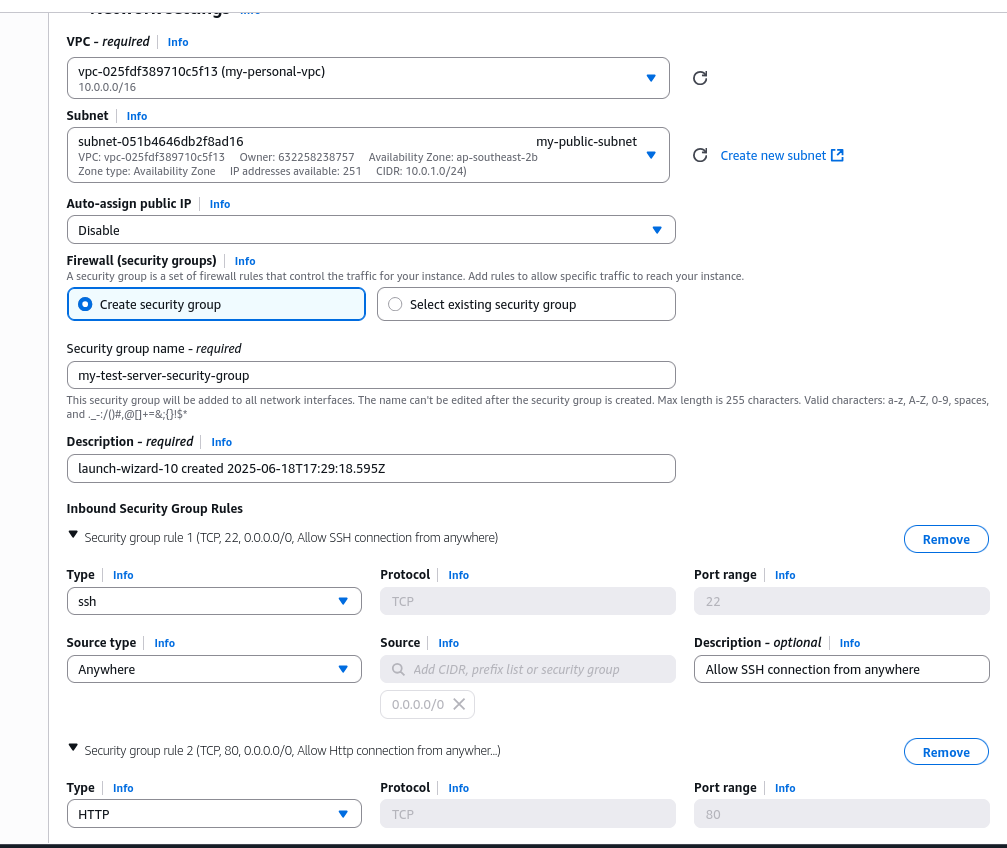 Network settings Info
VPC - required Info
vpc-025fdf389710c5f13 (my-personal-vpc)
10.0.0.0/16
Subnet Info
subnet-051b4646db2f8ad16 my-public-subnet
VPC: vpc-025fdf389710c5f13 Owner: 632258238757 Availability Zone: ap-southeast-2b
Zone type: Availability Zone IP addresses available: 251 CIDR: 10.0.1.0/24)
Create new subnet
Auto-assign public IP Info
Disable
Firewall (security groups) Info
A security group is a set of firewall rules that control the traffic for your instance. Add rules to allow specific traffic to reach your instance.
Create security group Select existing security group
Security group name - required
my-test-server-security-group
This security group will be added to all network interfaces. The name can't be edited after the security group is created. Max length is 255 characters. Valid characters: a-z, A-Z, 0-9, spaces,
and ._-:/()#,@[]+=&;{}!$*
Description - required Info
launch-wizard-10 created 2025-06-18T17:29:18.595Z
Inbound Security Group Rules
Security group rule 1 (TCP, 22, 0.0.0.0/0, Allow SSH connection from anywhere) Remove
Type Info Protocol Info Port range Info
ssh TCP 22
Source type Info Source Info Description - optional Info
Anywhere Add CIDR, prefix list or security group Allow SSH connection from anywhere
0.0.0.0/0
Security group rule 2 (TCP, 80, 0.0.0.0/0, Allow Http connection from anywher...) Remove
Type Info Protocol Info Port range Info
HTTP TCP 80